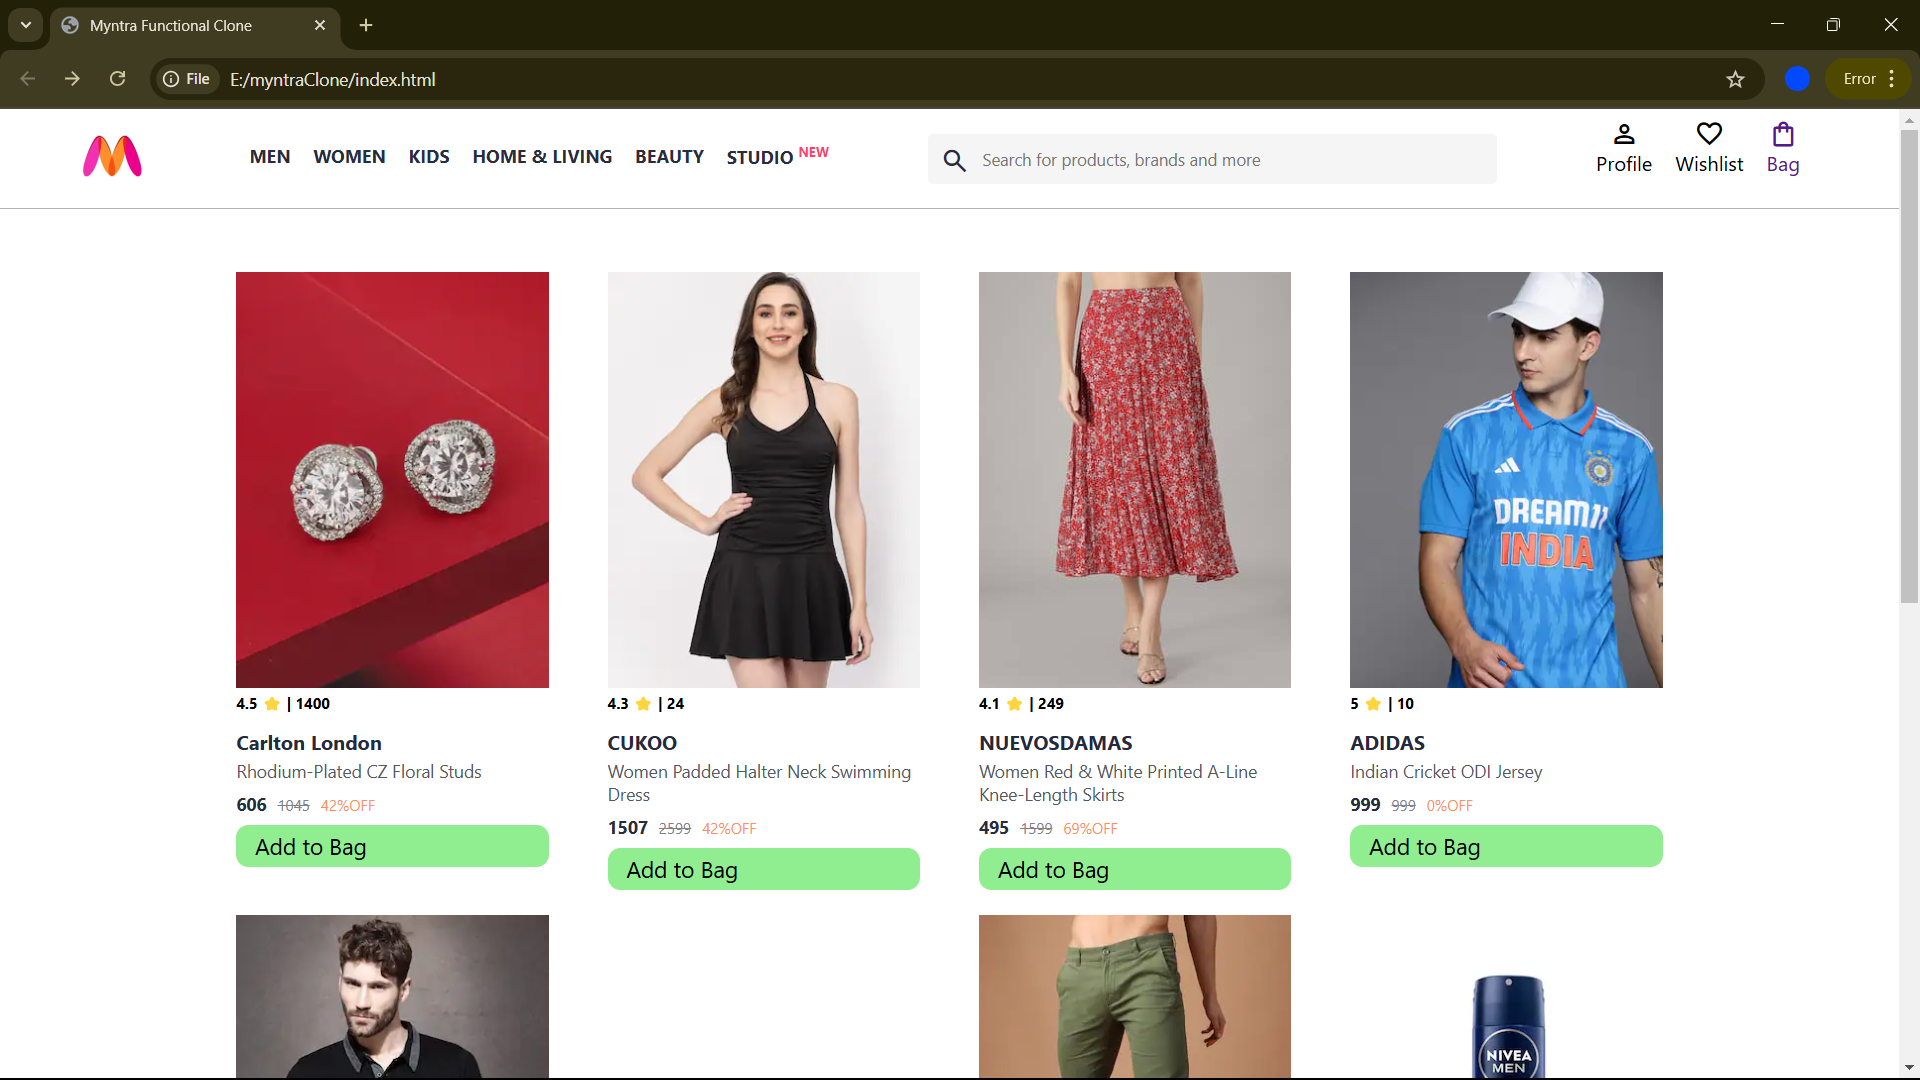 Myntra Functional Clone
File E:/myntraClone/index.html Error
MEN WOMEN KIDS HOME & LIVING BEAUTY STUDIO NEW
Search for products, brands and more
Profile Wishlist Bag
DREAM11
INDIA
4.5 ⭐ | 1400
Carlton London
Rhodium-Plated CZ Floral Studs
606 1045 42%OFF
Add to Bag
4.3 ⭐ | 24
CUKOO
Women Padded Halter Neck Swimming
Dress
1507 2599 42%OFF
Add to Bag
4.1 ⭐ | 249
NUEVOSDAMAS
Women Red & White Printed A-Line
Knee-Length Skirts
495 1599 69%OFF
Add to Bag
5 ⭐ | 10
ADIDAS
Indian Cricket ODI Jersey
999 999 0%OFF
Add to Bag
NIVEA
MEN